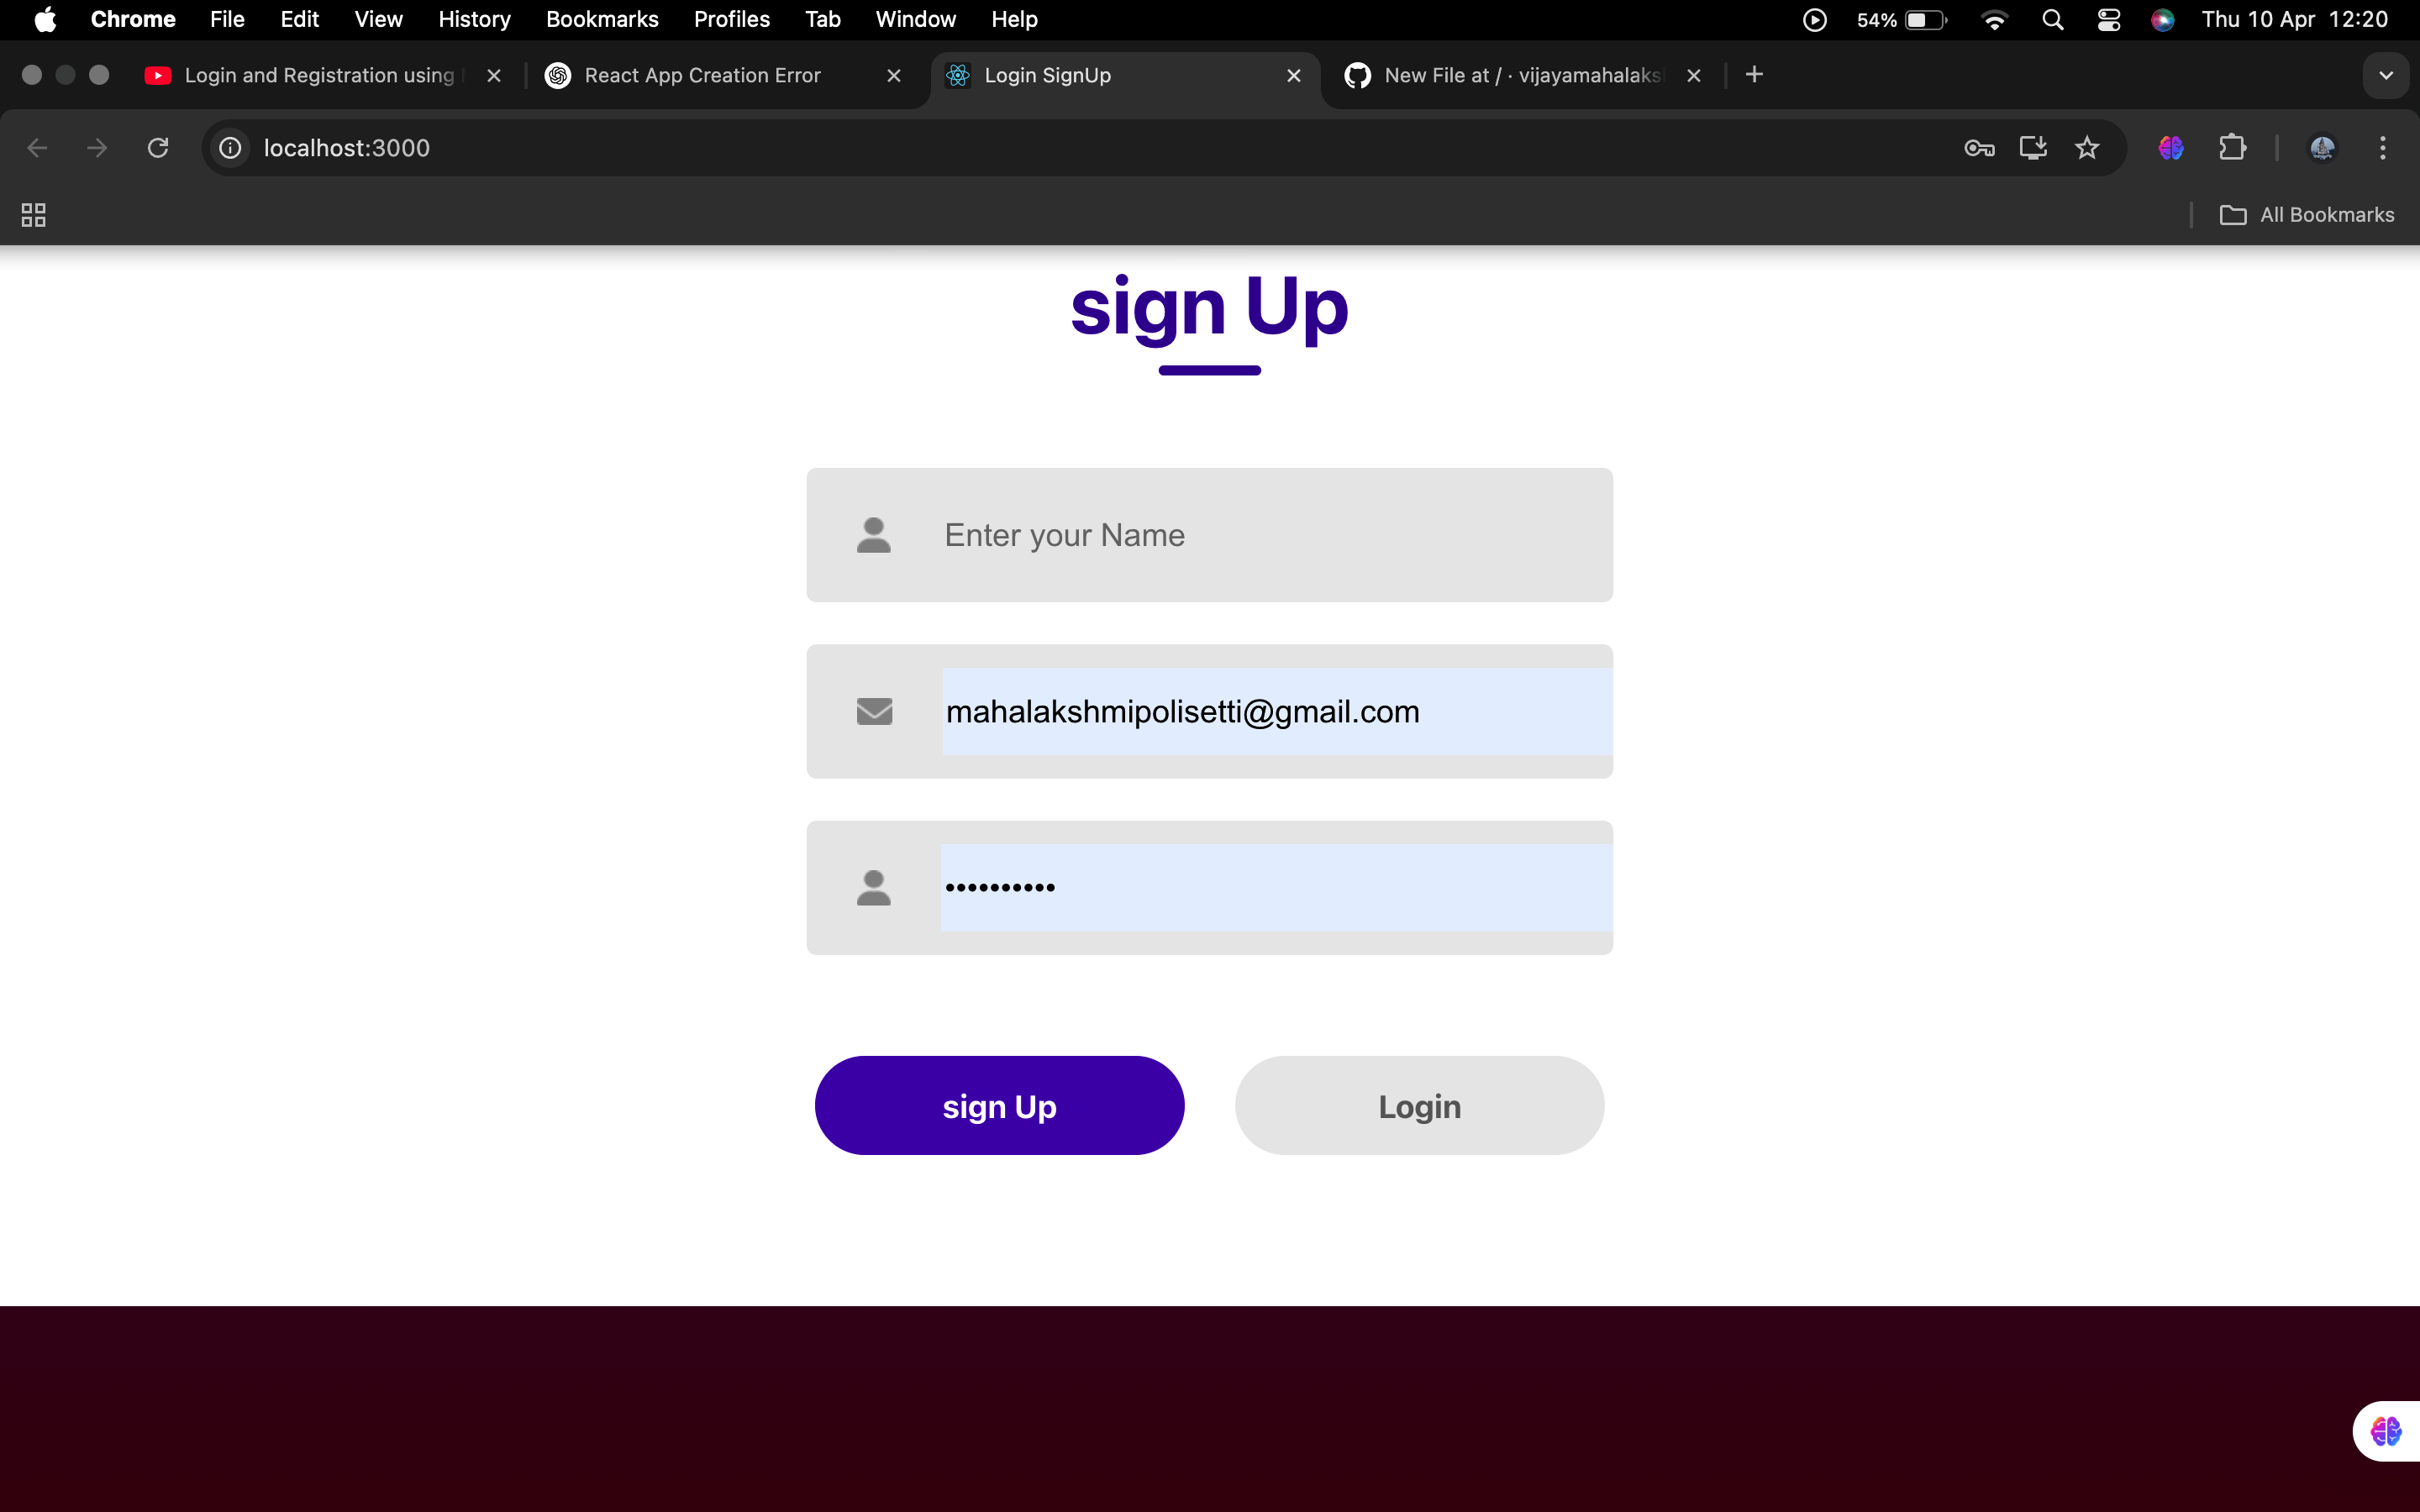 Chrome File Edit View History Bookmarks Profiles Tab Window Help 54% Thu 10 Apr 12:20
Login and Registration using React App Creation Error Login SignUp New File at / · vijayamahalaks
localhost:3000
All Bookmarks
sign Up
Enter your Name
mahalakshmipolisetti@gmail.com
••••••••••
sign Up Login